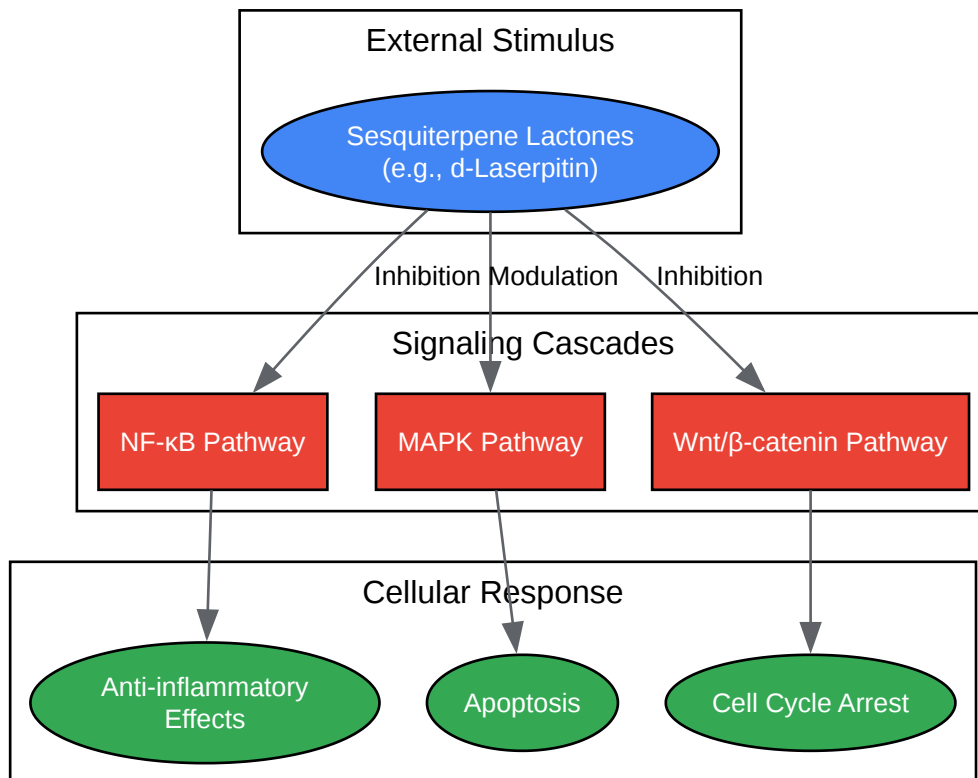 External Stimulus
Sesquiterpene Lactones
(e.g., d-Laserpitin)
Inhibition
Modulation
Inhibition
Signaling Cascades
NF-κB Pathway
MAPK Pathway
Wnt/β-catenin Pathway
Cellular Response
Anti-inflammatory
Effects
Apoptosis
Cell Cycle Arrest